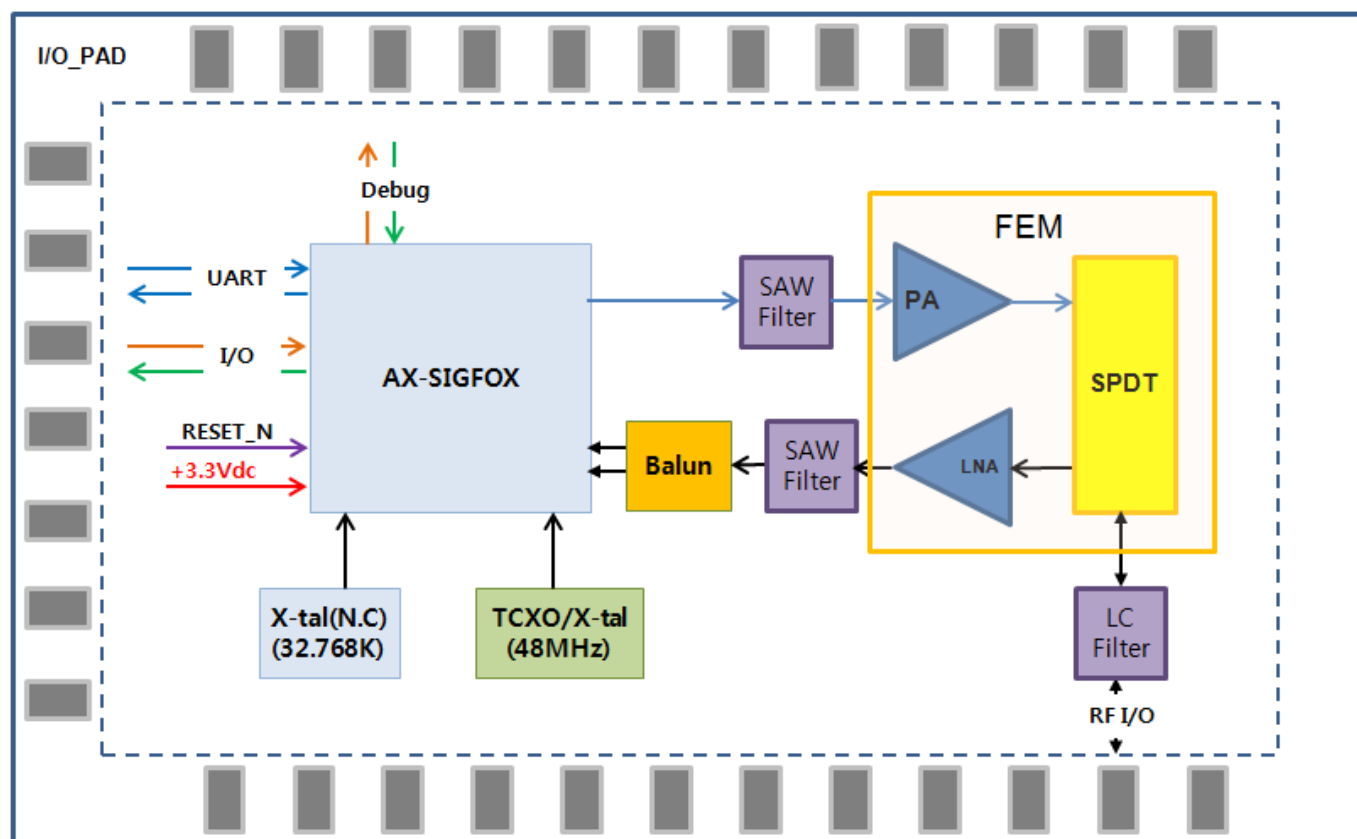 I/O_PAD
Debug
FEM
UART
SAW
Filter
PA
I/O
AX-SIGFOX
SPDT
RESET_N
+3.3Vdc
Balun
SAW
Filter
LNA
X-tal(N.C)
(32.768K)
TCXO/X-tal
(48MHz)
LC
Filter
RF I/O